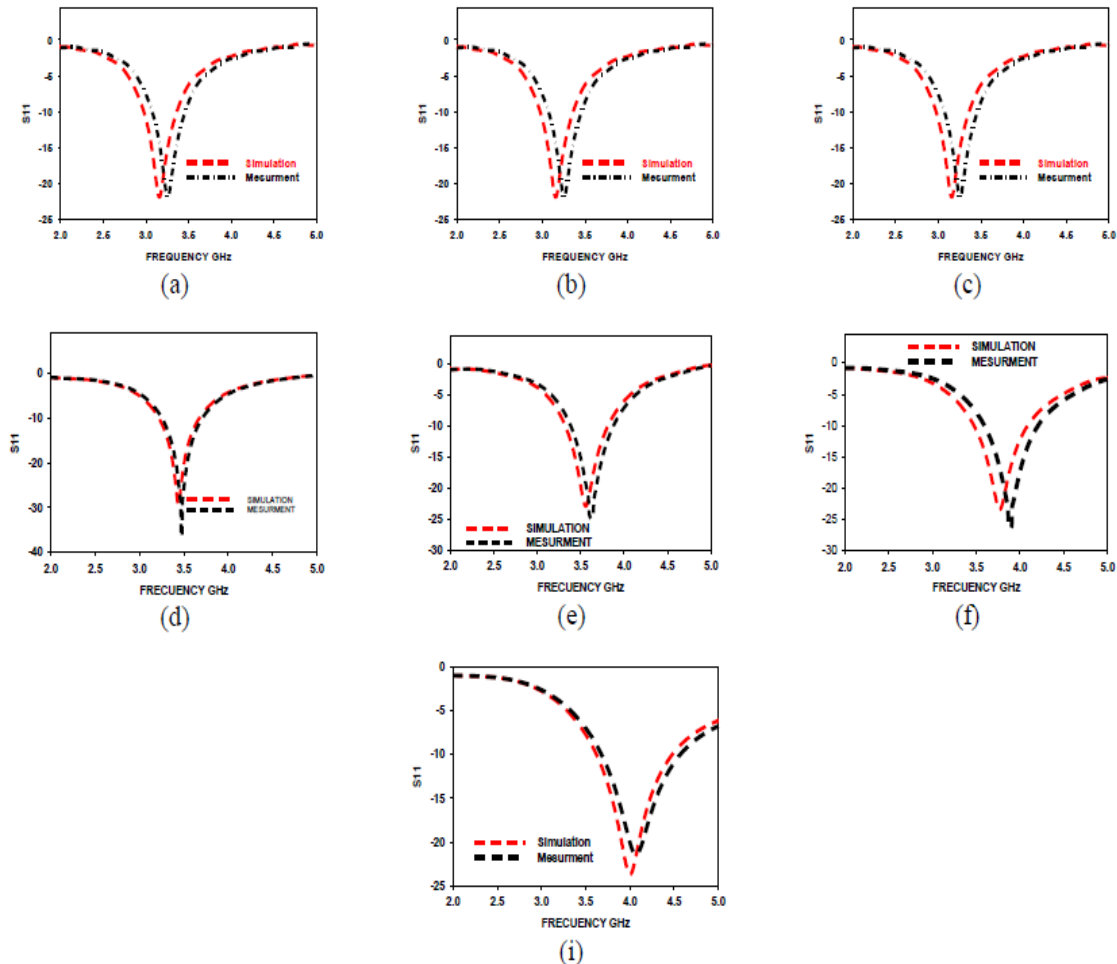 0
-5
-10
-15
-20
-25
S11
Simulation
Mesurment
2.0 2.5 3.0 3.5 4.0 4.5 5.0
FREQUENCY GHz
(a)
0
-5
-10
-15
-20
-25
S11
Simulation
Mesurment
2.0 2.5 3.0 3.5 4.0 4.5 5.0
FREQUENCY GHz
(b)
0
-5
-10
-15
-20
-25
S11
Simulation
Mesurment
2.0 2.5 3.0 3.5 4.0 4.5 5.0
FREQUENCY GHz
(c)
0
-10
-20
-30
-40
S11
SIMULATION
MESURMENT
2.0 2.5 3.0 3.5 4.0 4.5 5.0
FRECUENCY GHz
(d)
0
-5
-10
-15
-20
-25
-30
S11
SIMULATION
MESURMENT
2.0 2.5 3.0 3.5 4.0 4.5 5.0
FRECUENCY GHz
(e)
SIMULATION
MESURMENT
0
-5
-10
-15
-20
-25
-30
S11
2.0 2.5 3.0 3.5 4.0 4.5 5.0
FRECUENCY GHz
(f)
0
-5
-10
-15
-20
-25
S11
Simulation
Mesurment
2.0 2.5 3.0 3.5 4.0 4.5 5.0
FRECUENCY GHz
(i)